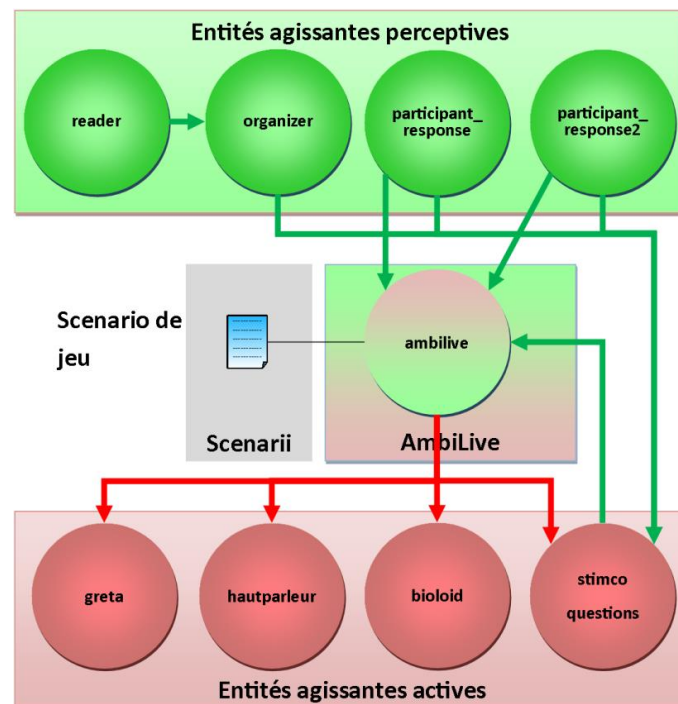 Entités agissantes perceptives
reader
organizer
participant_
response
participant_
response2
Scenario de
jeu
ambilive
Scenarii
AmbiLive
greta
hautparleur
bioloid
stimco
questions
Entités agissantes actives